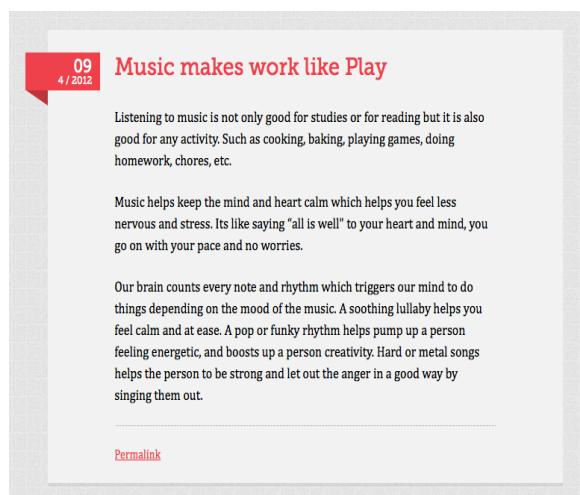 09
4 / 2012
Music makes work like Play
Listening to music is not only good for studies or for reading but it is also
good for any activity. Such as cooking, baking, playing games, doing
homework, chores, etc.
Music helps keep the mind and heart calm which helps you feel less
nervous and stress. Its like saying “all is well” to your heart and mind, you
go on with your pace and no worries.
Our brain counts every note and rhythm which triggers our mind to do
things depending on the mood of the music. A soothing lullaby helps you
feel calm and at ease. A pop or funky rhythm helps pump up a person
feeling energetic, and boosts up a person creativity. Hard or metal songs
helps the person to be strong and let out the anger in a good way by
singing them out.
Permalink